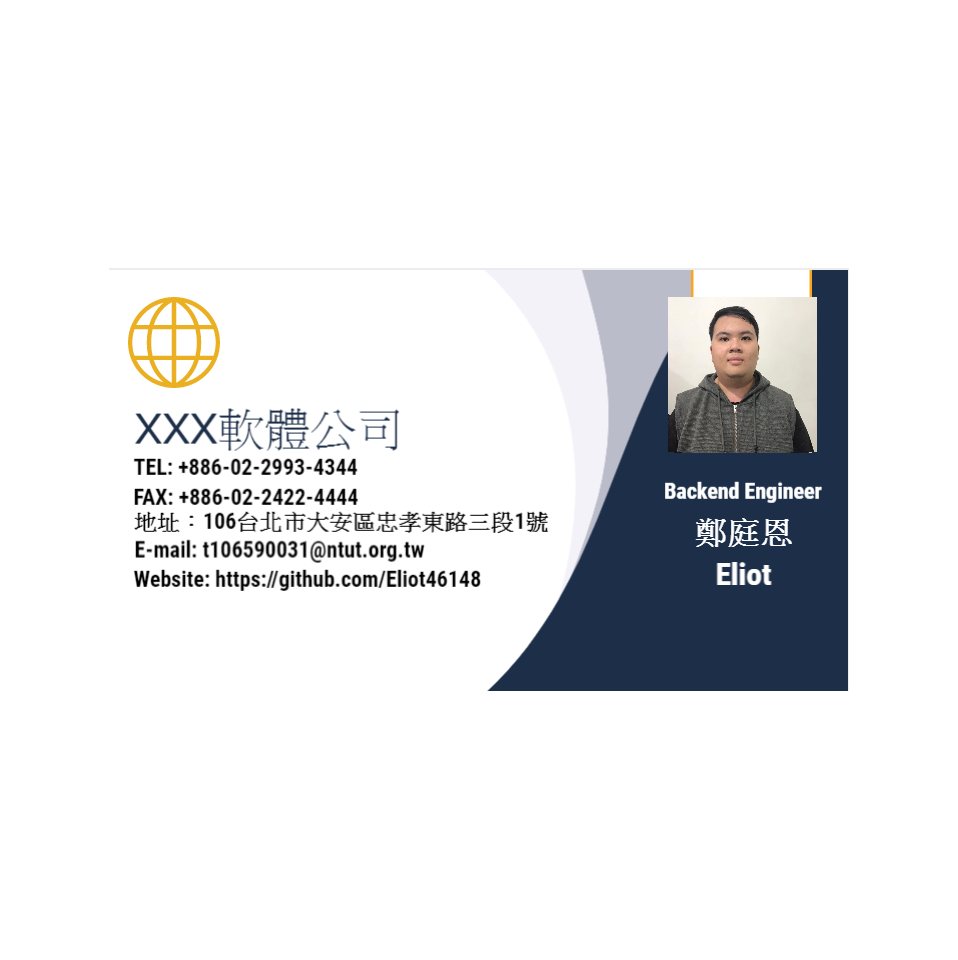 XXX軟體公司
TEL: +886-02-2993-4344
FAX: +886-02-2422-4444
地址：106台北市大安區忠孝東路三段1號
E-mail: t106590031@ntut.org.tw
Website: https://github.com/Eliot46148
Backend Engineer
鄭庭恩
Eliot